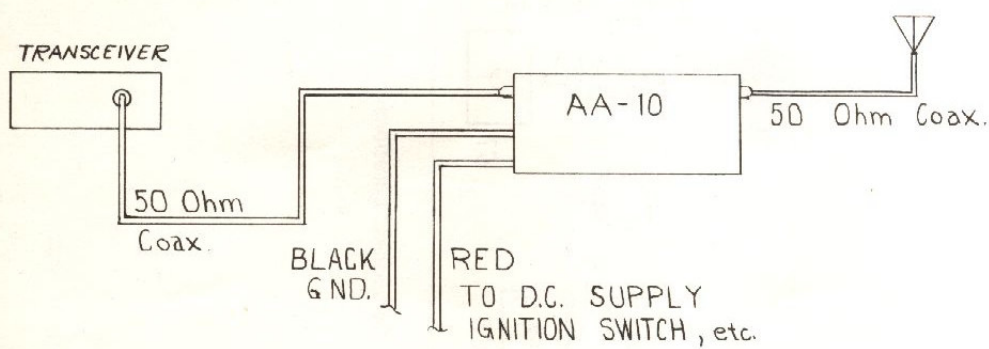 TRANSCEIVER
AA-10
50 Ohm Coax.
50 Ohm
Coax.
BLACK
GND.
RED
TO D.C. SUPPLY
IGNITION SWITCH, etc.